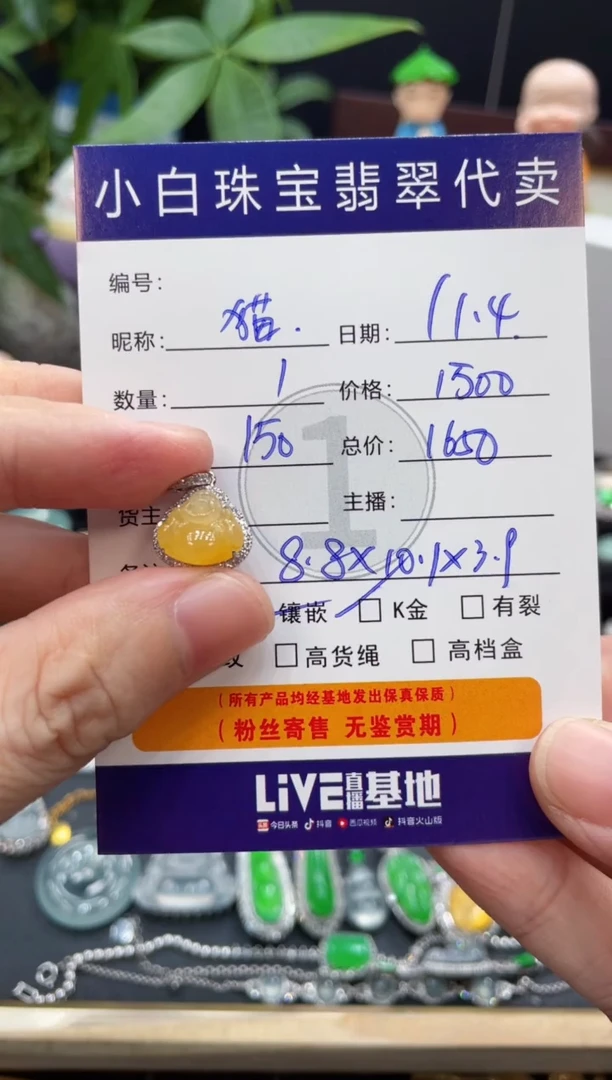 小白珠宝翡翠代卖
编号:
昵称: 猫. 日期: 11.4
数量: 1 价格: 1500
150 总价: 1650
货主 主播:
8.8×10.1×3.9
镶嵌 □ K金 □ 有裂
□ 高货绳 □ 高档盒
(所有产品均经基地发出保真保质)
(粉丝寄售 无鉴赏期)
LiVE直播基地
今日头条 抖音 西瓜视频 抖音火山版